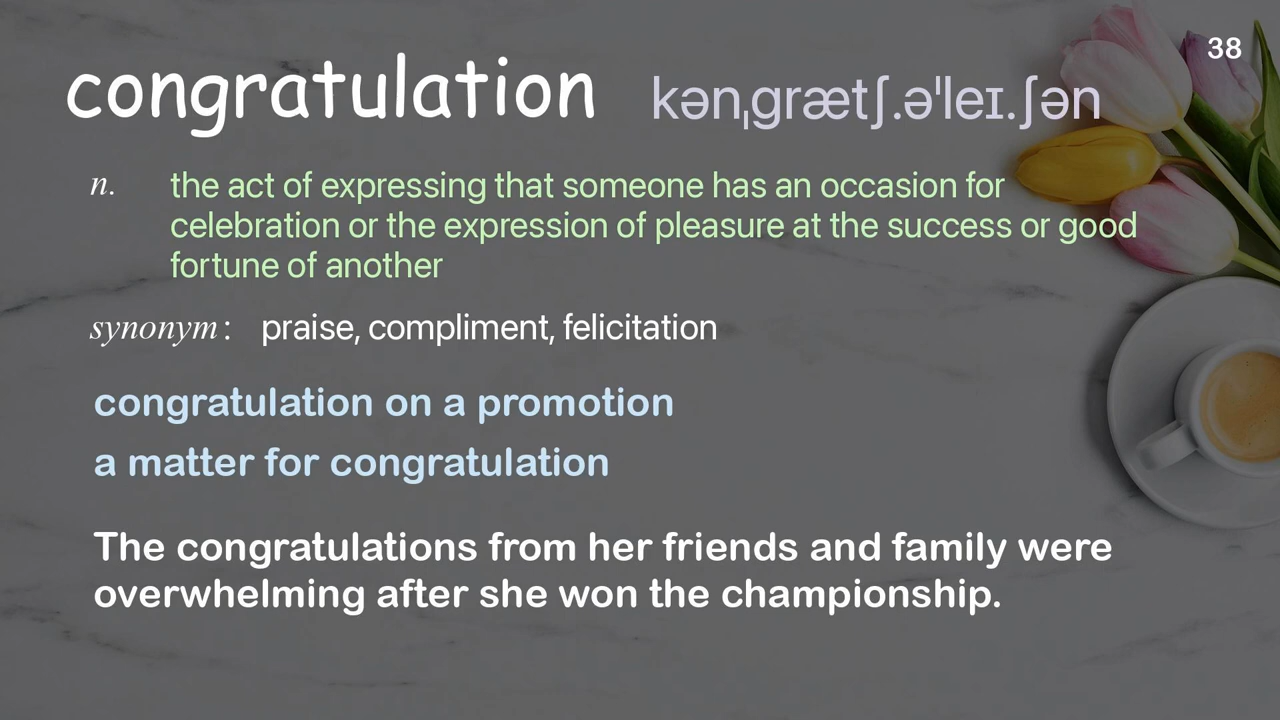 38
congratulation kənˌɡrætʃ.əˈleɪ.ʃən
n. the act of expressing that someone has an occasion for
celebration or the expression of pleasure at the success or good
fortune of another
synonym: praise, compliment, felicitation
congratulation on a promotion
a matter for congratulation
The congratulations from her friends and family were
overwhelming after she won the championship.